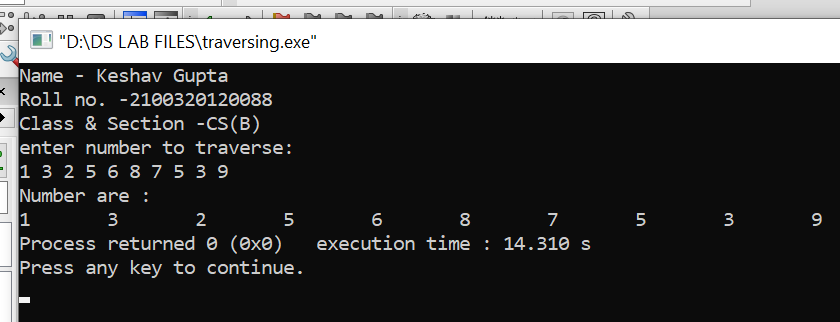 "D:\DS LAB FILES\traversing.exe"
Name - Keshav Gupta
Roll no. -2100320120088
Class & Section -CS(B)
enter number to traverse:
1 3 2 5 6 8 7 5 3 9
Number are :
1 3 2 5 6 8 7 5 3 9
Process returned 0 (0x0)   execution time : 14.310 s
Press any key to continue.